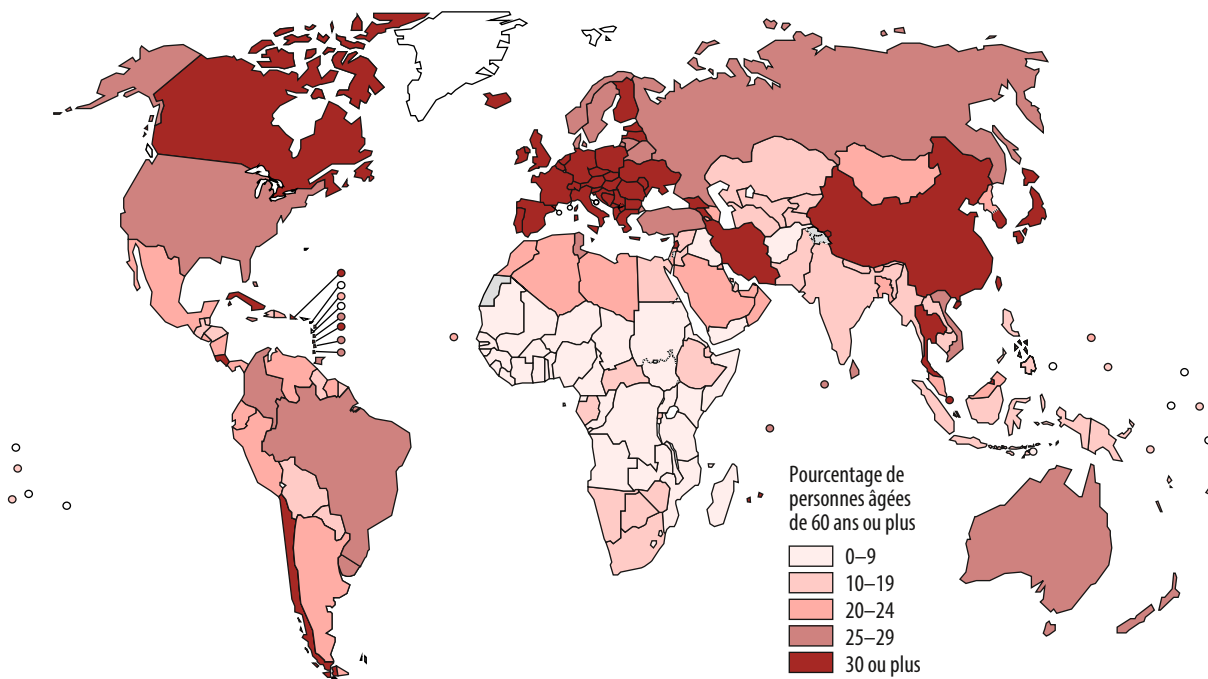 Pourcentage de
personnes âgées
de 60 ans ou plus
0–9
10–19
20–24
25–29
30 ou plus